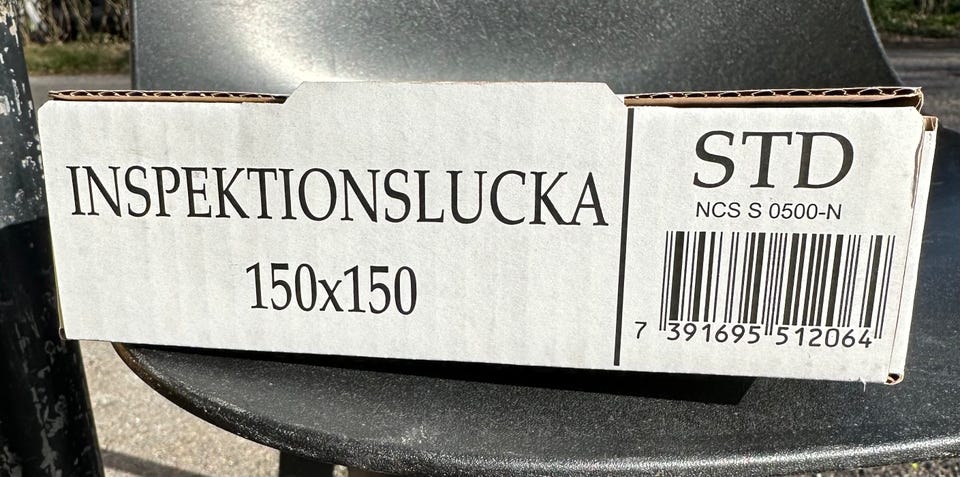 INSPEKTIONSLUCKA
150x150
STD
NCS S 0500-N
7 391695 512064